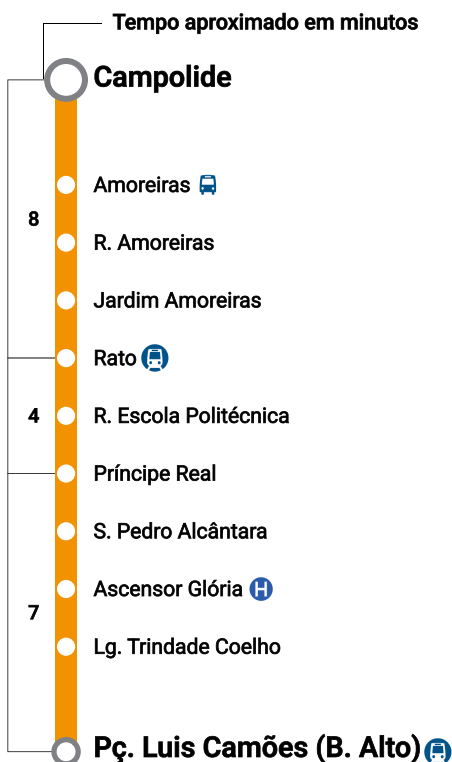 Tempo aproximado em minutos
Campolide
Amoreiras
8
R. Amoreiras
Jardim Amoreiras
Rato
4
R. Escola Politécnica
Príncipe Real
S. Pedro Alcântara
Ascensor Glória H
7
Lg. Trindade Coelho
Pç. Luis Camões (B. Alto)